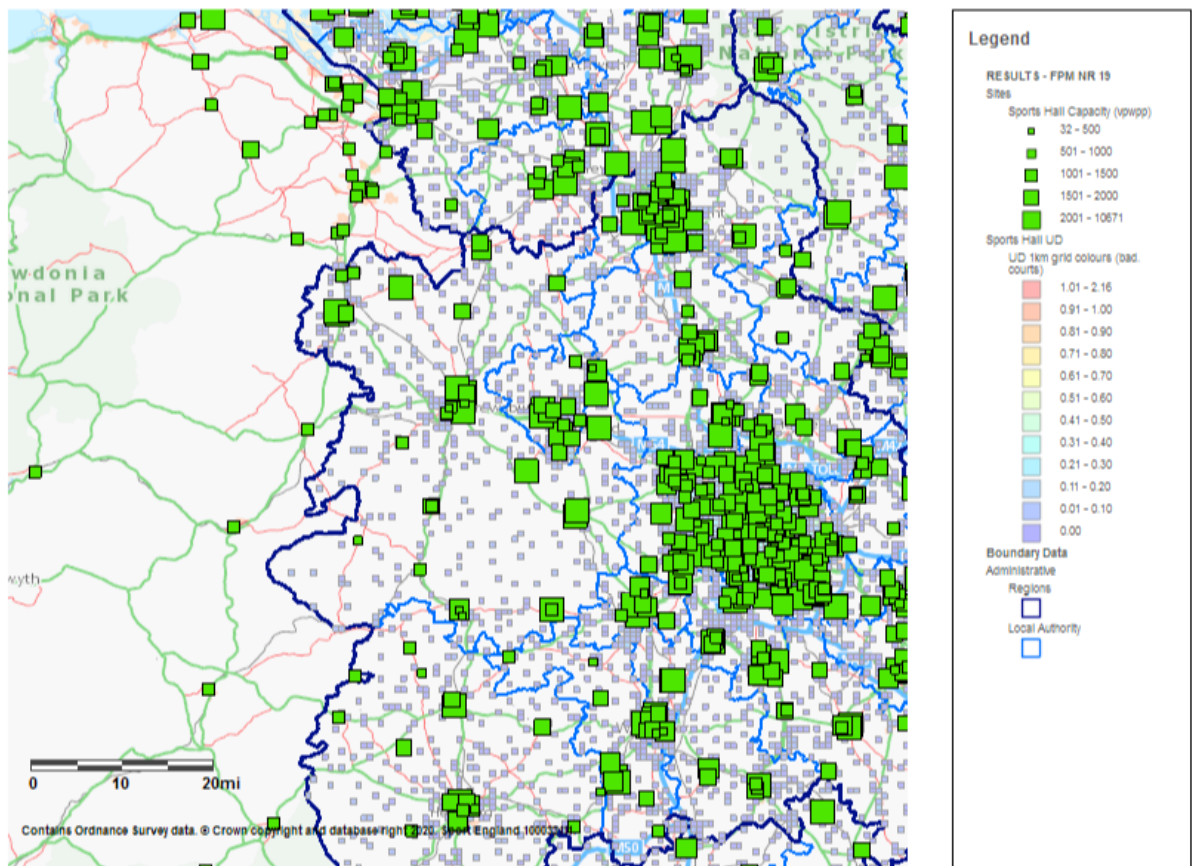 Legend
RESULTS - FPM NR 19
Sites
Sports Hall Capacity (vpwpp)
32 - 500
501 - 1000
1001 - 1500
1501 - 2000
2001 - 10671
Sports Hall UD
UD 1km grid colours (bad.
courts)
1.01 - 2.16
0.91 - 1.00
0.81 - 0.90
0.71 - 0.80
0.61 - 0.70
0.51 - 0.60
0.41 - 0.50
0.31 - 0.40
0.21 - 0.30
0.11 - 0.20
0.01 - 0.10
0.00
Boundary Data
Administrative
Regions
Local Authority
wdonia
onal Park
wyth
M50
0 10 20mi
Contains Ordnance Survey data. © Crown copyright and database right 2020. Sport England